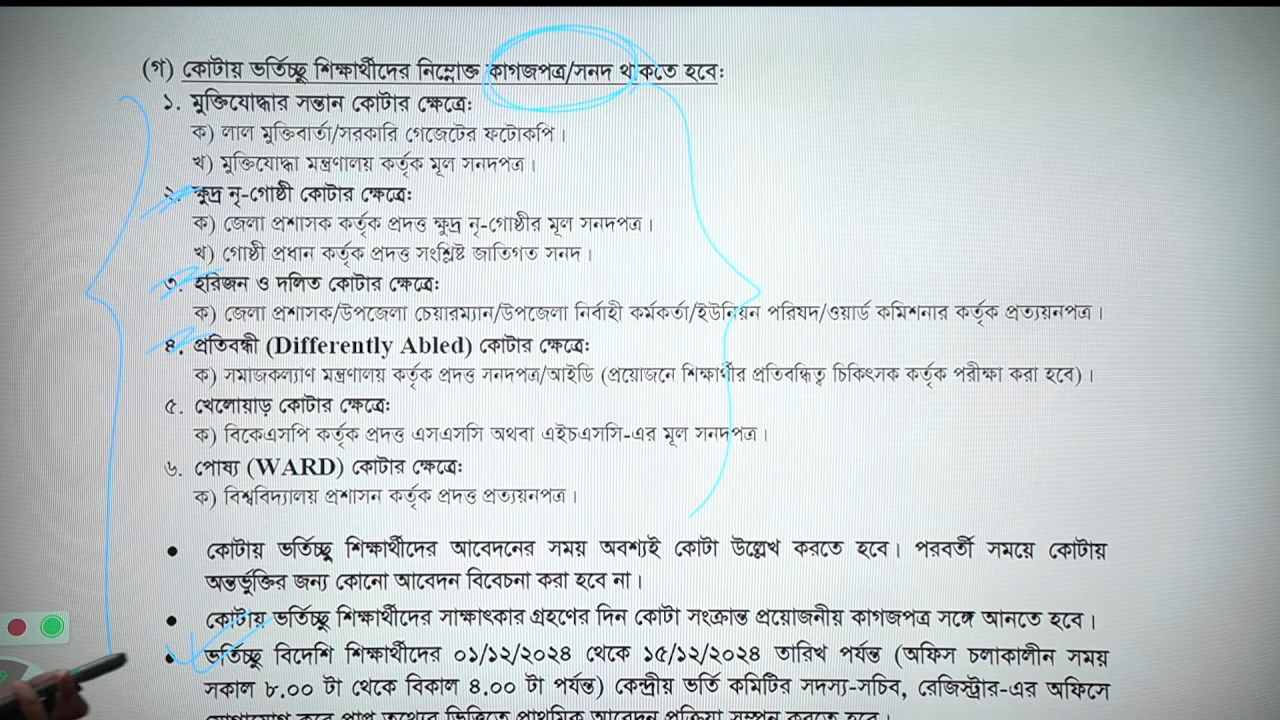 (গ) কোটায় ভর্তিচ্ছু শিক্ষার্থীদের নিম্নোক্ত কাগজপত্র/সনদ থাকতে হবে:
১. মুক্তিযোদ্ধার সন্তান কোটার ক্ষেত্রে:
ক) লাল মুক্তিবার্তা/সরকারি গেজেটের ফটোকপি।
খ) মুক্তিযোদ্ধা মন্ত্রণালয় কর্তৃক মূল সনদপত্র।
২. ক্ষুদ্র নৃ-গোষ্ঠী কোটার ক্ষেত্রে:
ক) জেলা প্রশাসক কর্তৃক প্রদত্ত ক্ষুদ্র নৃ-গোষ্ঠীর মূল সনদপত্র।
খ) গোষ্ঠী প্রধান কর্তৃক প্রদত্ত সংশ্লিষ্ট জাতিগত সনদ।
৩. হরিজন ও দলিত কোটার ক্ষেত্রে:
ক) জেলা প্রশাসক/উপজেলা চেয়ারম্যান/উপজেলা নির্বাহী কর্মকর্তা/ইউনিয়ন পরিষদ/ওয়ার্ড কমিশনার কর্তৃক প্রত্যয়নপত্র।
৪. প্রতিবন্ধী (Differently Abled) কোটার ক্ষেত্রে:
ক) সমাজকল্যাণ মন্ত্রণালয় কর্তৃক প্রদত্ত সনদপত্র/আইডি (প্রয়োজনে শিক্ষার্থীর প্রতিবন্ধিত্ব চিকিৎসক কর্তৃক পরীক্ষা করা হবে)।
৫. খেলোয়াড় কোটার ক্ষেত্রে:
ক) বিকেএসপি কর্তৃক প্রদত্ত এসএসসি অথবা এইচএসসি-এর মূল সনদপত্র।
৬. পোষ্য (WARD) কোটার ক্ষেত্রে:
ক) বিশ্ববিদ্যালয় প্রশাসন কর্তৃক প্রদত্ত প্রত্যয়নপত্র।
• কোটায় ভর্তিচ্ছু শিক্ষার্থীদের আবেদনের সময় অবশ্যই কোটা উল্লেখ করতে হবে। পরবর্তী সময়ে কোটায়
অন্তর্ভুক্তির জন্য কোনো আবেদন বিবেচনা করা হবে না।
• কোটায় ভর্তিচ্ছু শিক্ষার্থীদের সাক্ষাৎকার গ্রহণের দিন কোটা সংক্রান্ত প্রয়োজনীয় কাগজপত্র সঙ্গে আনতে হবে।
• ভর্তিচ্ছু বিদেশি শিক্ষার্থীদের ০১/১২/২০২৪ থেকে ১৫/১২/২০২৪ তারিখ পর্যন্ত (অফিস চলাকালীন সময়
সকাল ৮.০০ টা থেকে বিকাল ৪.০০ টা পর্যন্ত) কেন্দ্রীয় ভর্তি কমিটির সদস্য-সচিব, রেজিস্ট্রার-এর অফিসে